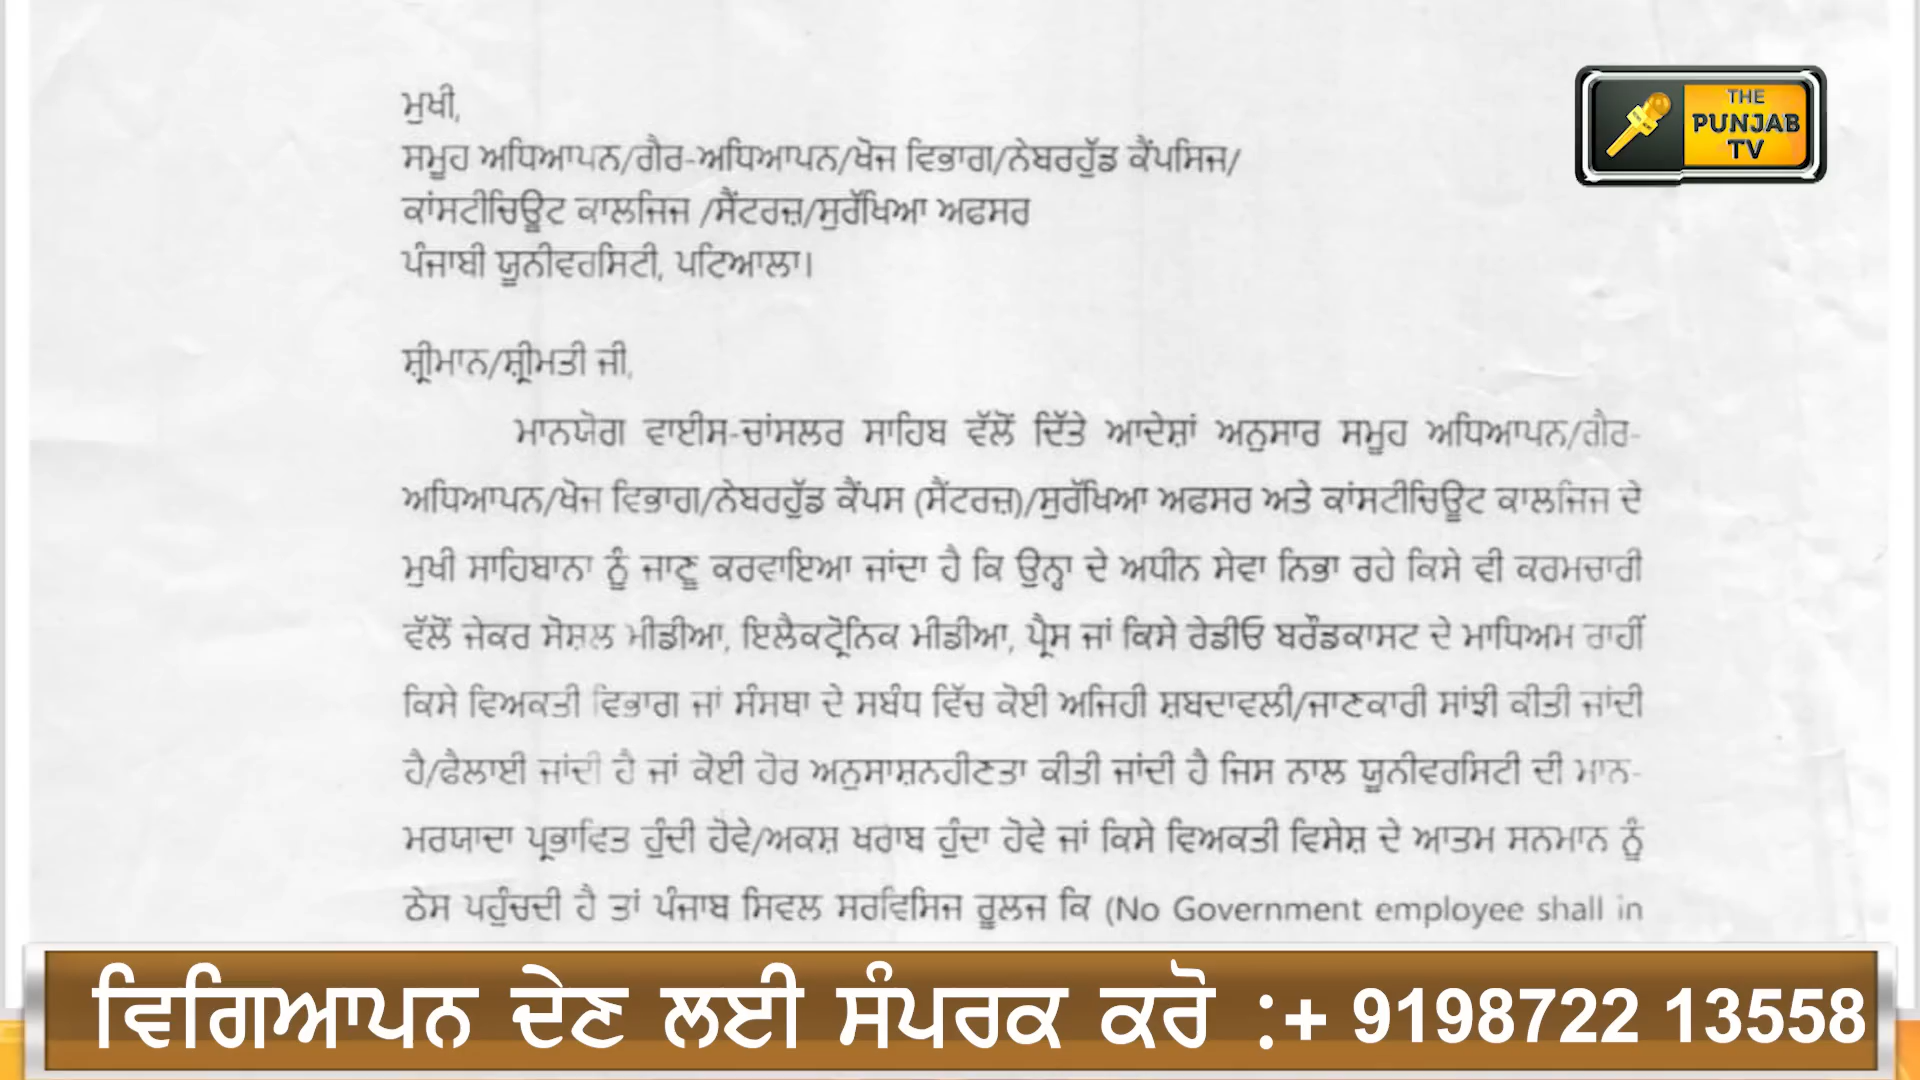 ਮੁਖੀ,
ਸਮੂਹ ਅਧਿਆਪਨ/ਗੈਰ-ਅਧਿਆਪਨ/ਖੋਜ ਵਿਭਾਗ/ਨੇਬਰਹੁੱਡ ਕੈਂਪਸਿਜ/
ਕਾਂਸਟੀਚਿਊਟ ਕਾਲਜਿਜ /ਸੈਂਟਰਜ਼/ਸੁਰੱਖਿਆ ਅਫਸਰ
ਪੰਜਾਬੀ ਯੂਨੀਵਰਸਿਟੀ, ਪਟਿਆਲਾ।
ਸ਼੍ਰੀਮਾਨ/ਸ਼੍ਰੀਮਤੀ ਜੀ,
ਮਾਨਯੋਗ ਵਾਈਸ-ਚਾਂਸਲਰ ਸਾਹਿਬ ਵੱਲੋਂ ਦਿੱਤੇ ਆਦੇਸ਼ਾਂ ਅਨੁਸਾਰ ਸਮੂਹ ਅਧਿਆਪਨ/ਗੈਰ-
ਅਧਿਆਪਨ/ਖੋਜ ਵਿਭਾਗ/ਨੇਬਰਹੁੱਡ ਕੈਂਪਸ (ਸੈਂਟਰਜ਼)/ਸੁਰੱਖਿਆ ਅਫਸਰ ਅਤੇ ਕਾਂਸਟੀਚਿਊਟ ਕਾਲਜਿਜ ਦੇ
ਮੁਖੀ ਸਾਹਿਬਾਨਾ ਨੂੰ ਜਾਣੂ ਕਰਵਾਇਆ ਜਾਂਦਾ ਹੈ ਕਿ ਉਨ੍ਹਾ ਦੇ ਅਧੀਨ ਸੇਵਾ ਨਿਭਾ ਰਹੇ ਕਿਸੇ ਵੀ ਕਰਮਚਾਰੀ
ਵੱਲੋਂ ਜੇਕਰ ਸੋਸ਼ਲ ਮੀਡੀਆ, ਇਲੈਕਟ੍ਰੋਨਿਕ ਮੀਡੀਆ, ਪ੍ਰੈਸ ਜਾਂ ਕਿਸੇ ਰੇਡੀਓ ਬਰੌਡਕਾਸਟ ਦੇ ਮਾਧਿਅਮ ਰਾਹੀਂ
ਕਿਸੇ ਵਿਅਕਤੀ ਵਿਭਾਗ ਜਾਂ ਸੰਸਥਾ ਦੇ ਸਬੰਧ ਵਿੱਚ ਕੋਈ ਅਜਿਹੀ ਸ਼ਬਦਾਵਲੀ/ਜਾਣਕਾਰੀ ਸਾਂਝੀ ਕੀਤੀ ਜਾਂਦੀ
ਹੈ/ਫੈਲਾਈ ਜਾਂਦੀ ਹੈ ਜਾਂ ਕੋਈ ਹੋਰ ਅਨੁਸਾਸ਼ਨਹੀਣਤਾ ਕੀਤੀ ਜਾਂਦੀ ਹੈ ਜਿਸ ਨਾਲ ਯੂਨੀਵਰਸਿਟੀ ਦੀ ਮਾਨ-
ਮਰਯਾਦਾ ਪ੍ਰਭਾਵਿਤ ਹੁੰਦੀ ਹੋਵੇ/ਅਕਸ਼ ਖਰਾਬ ਹੁੰਦਾ ਹੋਵੇ ਜਾਂ ਕਿਸੇ ਵਿਅਕਤੀ ਵਿਸੇਸ਼ ਦੇ ਆਤਮ ਸਨਮਾਨ ਨੂੰ
ਠੇਸ ਪਹੁੰਚਦੀ ਹੈ ਤਾਂ ਪੰਜਾਬ ਸਿਵਲ ਸਰਵਿਸਿਜ ਰੂਲਜ ਕਿ (No Government employee shall in
THE
PUNJAB
TV
ਵਿਗਿਆਪਨ ਦੇਣ ਲਈ ਸੰਪਰਕ ਕਰੋ :+ 9198722 13558